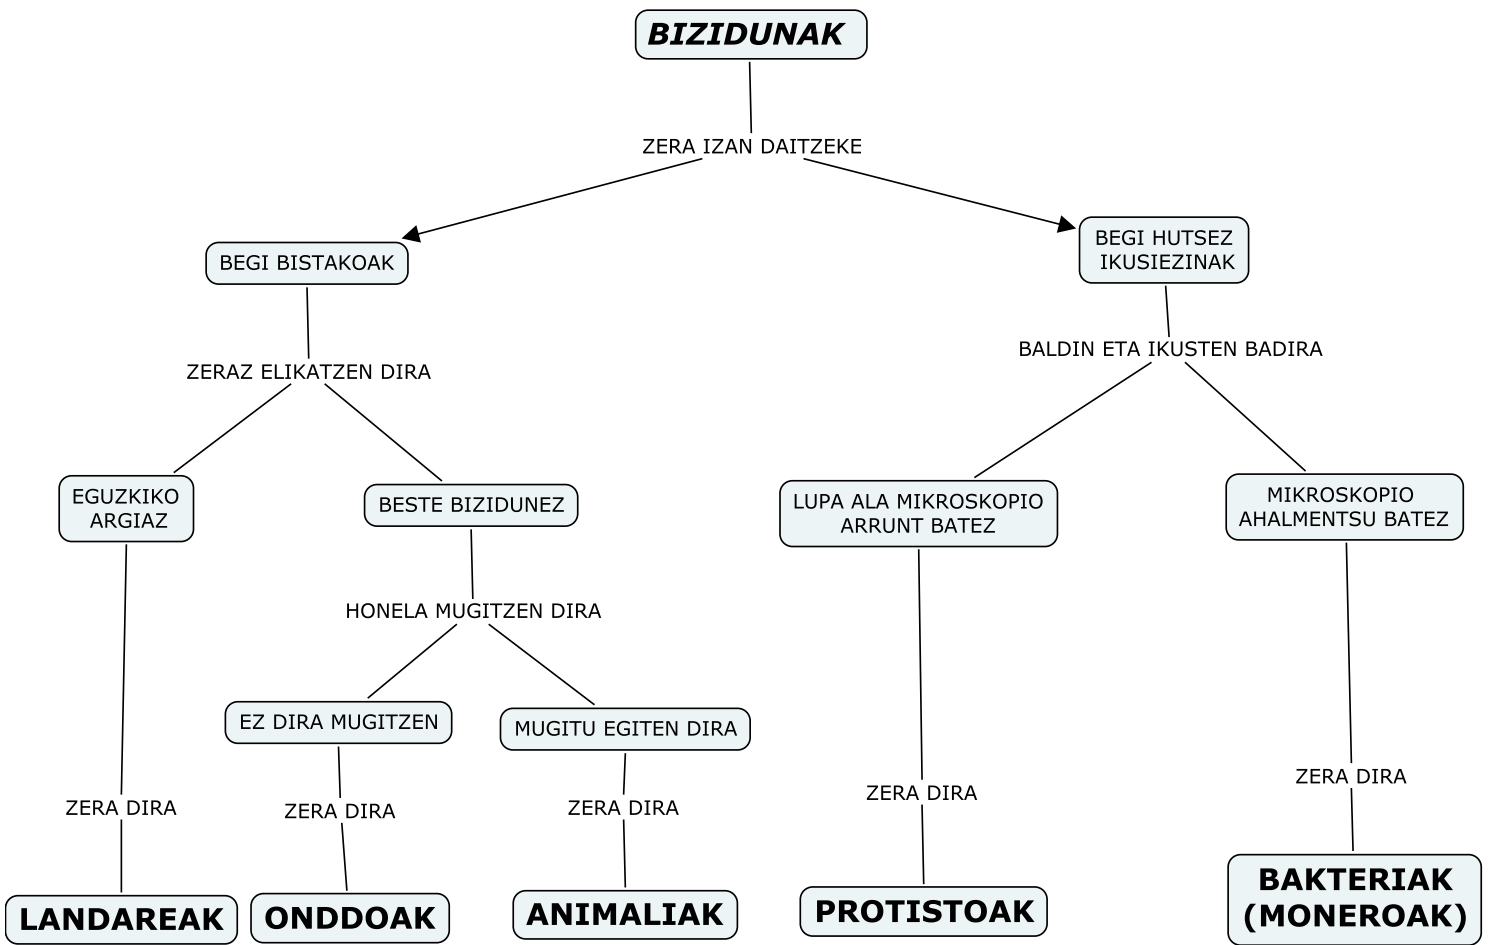 BIZIDUNAK
ZERA IZAN DAITZEKE
BEGI BISTAKOAK
BEGI HUTSEZ
IKUSIEZINAK
ZERAZ ELIKATZEN DIRA
BALDIN ETA IKUSTEN BADIRA
EGUZKIKO
ARGIAZ
BESTE BIZIDUNEZ
LUPA ALA MIKROSKOPIO
ARRUNT BATEZ
MIKROSKOPIO
AHALMENTSU BATEZ
HONELA MUGITZEN DIRA
EZ DIRA MUGITZEN
MUGITU EGITEN DIRA
ZERA DIRA
ZERA DIRA
ZERA DIRA
ZERA DIRA
ZERA DIRA
LANDAREAK
ONDDOAK
ANIMALIAK
PROTISTOAK
BAKTERIAK
(MONEROAK)